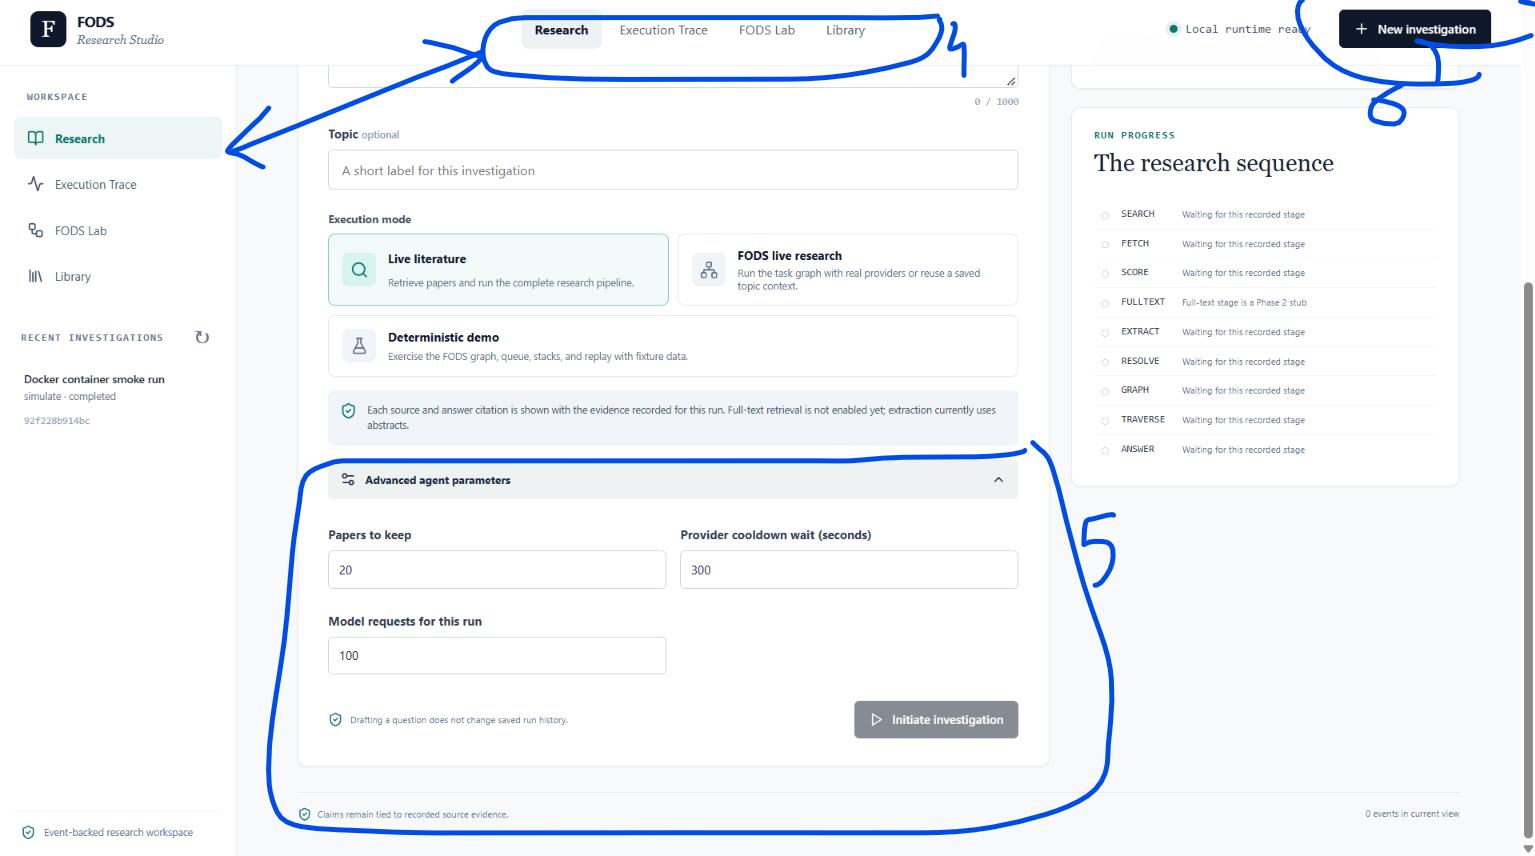 F
FODS
Research Studio
Research
Execution Trace
FODS Lab
Library
4
Local runtime ready
+ New investigation
6
WORKSPACE
Research
Execution Trace
FODS Lab
Library
RECENT INVESTIGATIONS
Docker container smoke run
simulate · completed
92f228b914bc
Event-backed research workspace
0 / 1000
Topic optional
A short label for this investigation
Execution mode
Live literature
Retrieve papers and run the complete research pipeline.
FODS live research
Run the task graph with real providers or reuse a saved
topic context.
Deterministic demo
Exercise the FODS graph, queue, stacks, and replay with fixture data.
Each source and answer citation is shown with the evidence recorded for this run. Full-text retrieval is not enabled yet; extraction currently uses
abstracts.
Advanced agent parameters
Papers to keep
20
Provider cooldown wait (seconds)
300
Model requests for this run
100
Drafting a question does not change saved run history.
Initiate investigation
5
Claims remain tied to recorded source evidence.
0 events in current view
RUN PROGRESS
The research sequence
SEARCH Waiting for this recorded stage
FETCH Waiting for this recorded stage
SCORE Waiting for this recorded stage
FULLTEXT Full-text stage is a Phase 2 stub
EXTRACT Waiting for this recorded stage
RESOLVE Waiting for this recorded stage
GRAPH Waiting for this recorded stage
TRAVERSE Waiting for this recorded stage
ANSWER Waiting for this recorded stage